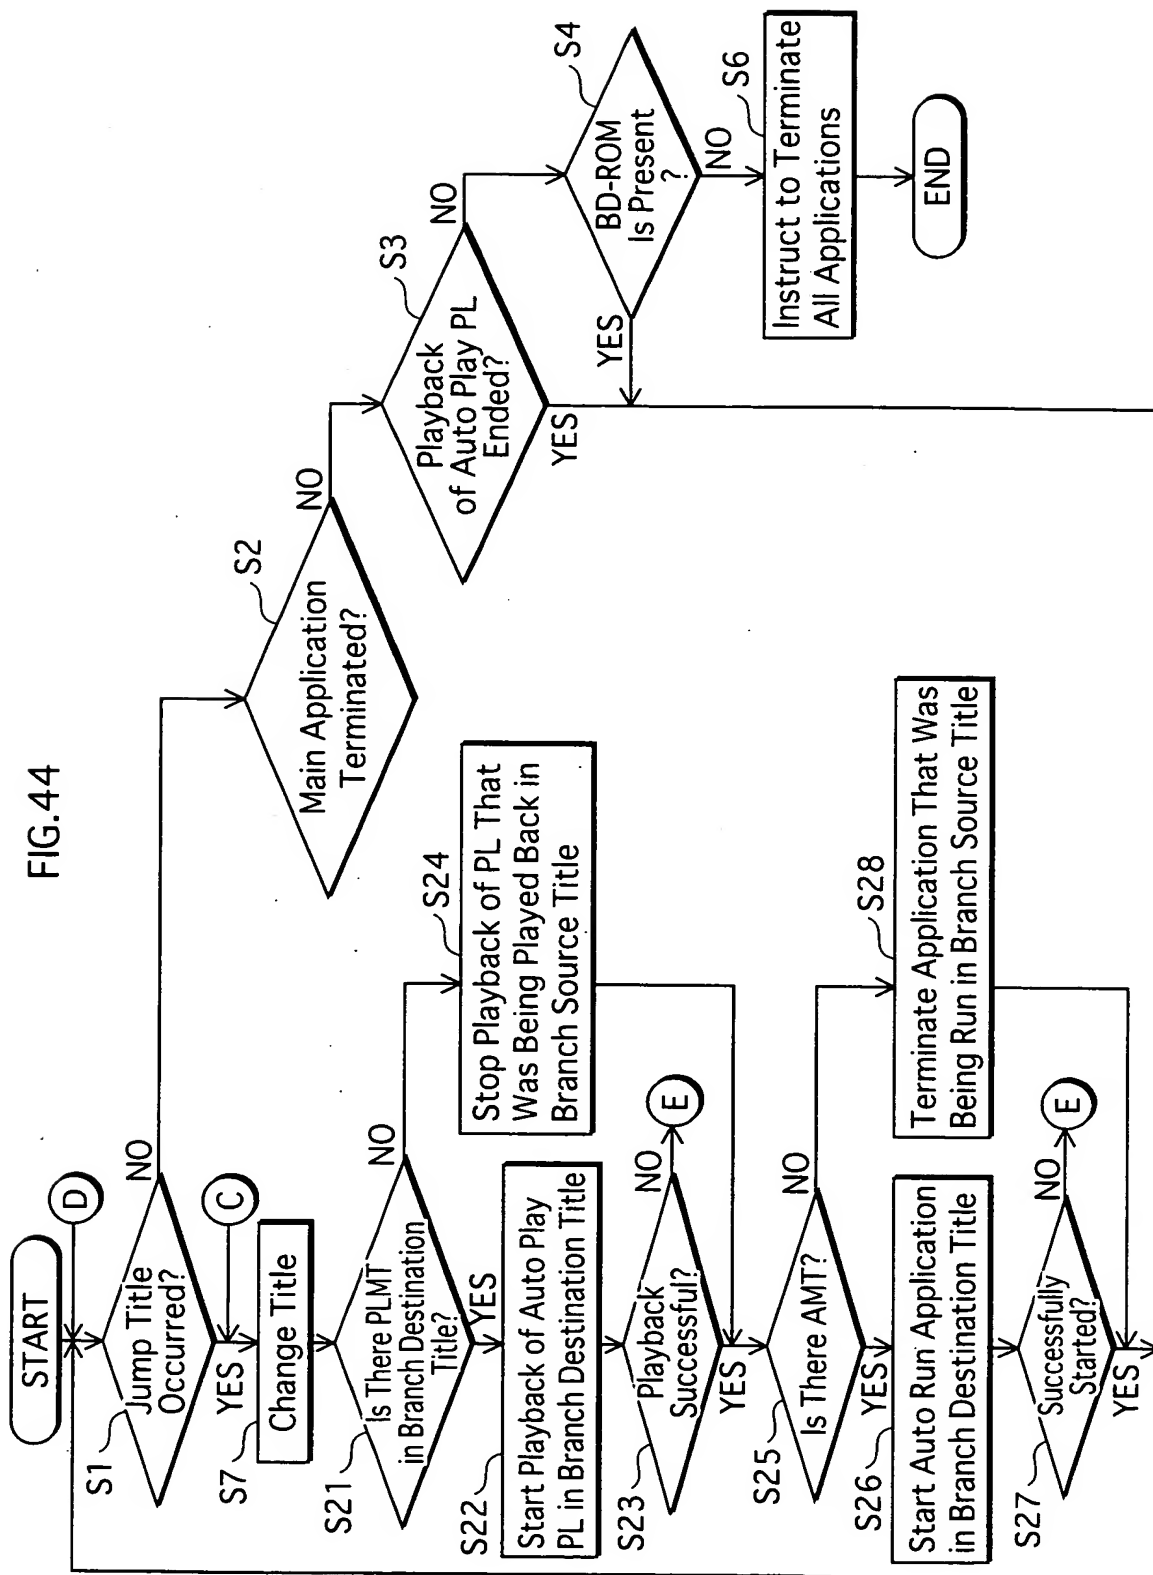 FIG.44
START
D
S1
Jump Title
Occurred?
NO
YES
C
S7
Change Title
S21
Is There PLMT
in Branch Destination
Title?
NO
YES
S24
Stop Playback of PL That
Was Being Played Back in
Branch Source Title
S22
Start Playback of Auto Play
PL in Branch Destination Title
S23
Playback
Successful?
NO
E
YES
S25
Is There AMT?
NO
YES
S28
Terminate Application That Was
Being Run in Branch Source Title
S26
Start Auto Run Application
in Branch Destination Title
S27
Successfully
Started?
NO
E
YES
S2
Main Application
Terminated?
NO
S3
Playback
of Auto Play PL
Ended?
NO
YES
S4
BD-ROM
Is Present
?
YES
NO
S6
Instruct to Terminate
All Applications
END